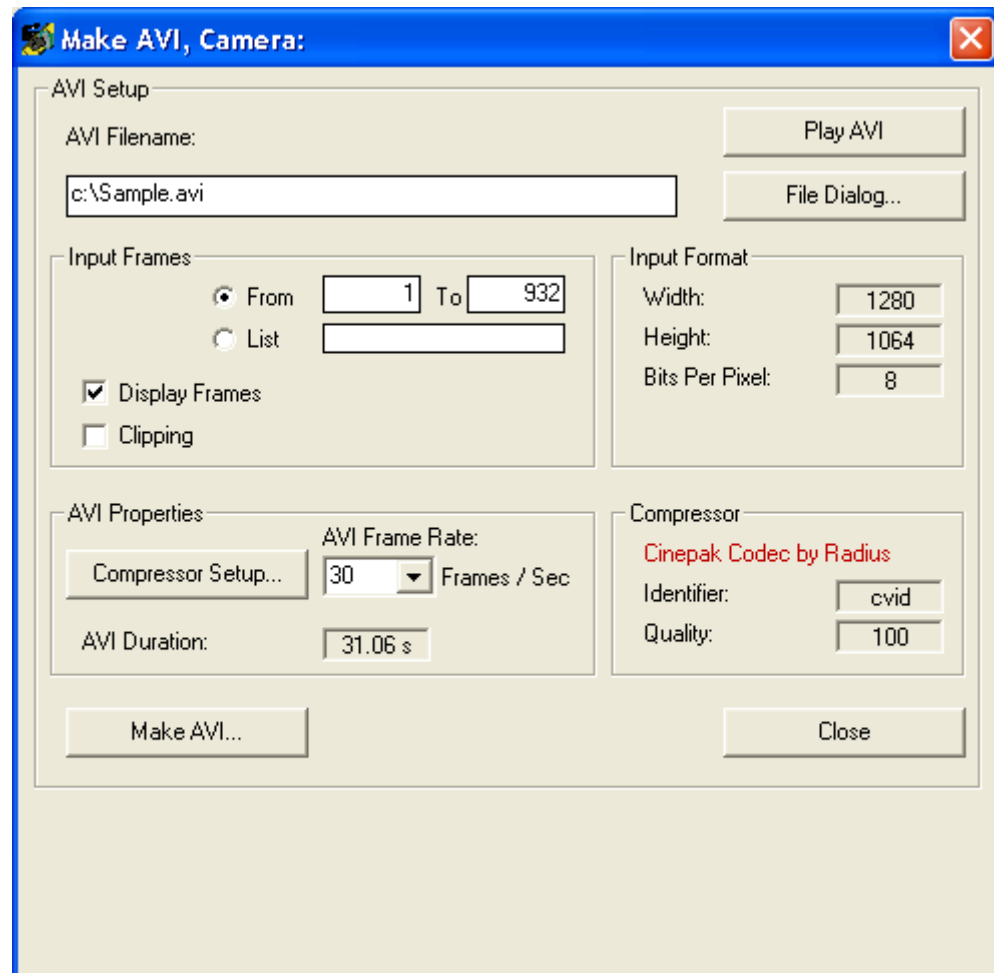 Make AVI, Camera:
AVI Setup
AVI Filename:
Play AVI
c:\Sample.avi
File Dialog...
Input Frames
From 1 To 932
List
Display Frames
Clipping
Input Format
Width: 1280
Height: 1064
Bits Per Pixel: 8
AVI Properties
Compressor Setup...
AVI Frame Rate:
30 Frames / Sec
AVI Duration: 31.06 s
Compressor
Cinepak Codec by Radius
Identifier: cvid
Quality: 100
Make AVI...
Close